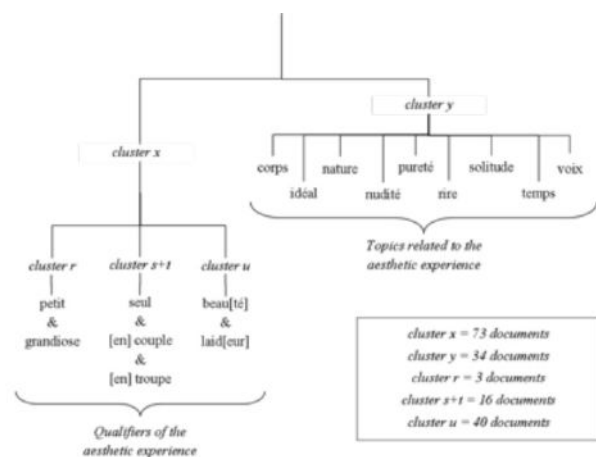 cluster y
cluster x
corps
nature
pureté
solitude
voix
idéal
nudité
rire
temps
Topics related to the
aesthetic experience
cluster r
cluster s+t
cluster u
petit
&
grandiose
seul
&
[en] couple
&
[en] troupe
beau[té]
&
laid[eur]
Qualifiers of the
aesthetic experience
cluster x = 73 documents
cluster y = 34 documents
cluster r = 3 documents
cluster s+t = 16 documents
cluster u = 40 documents